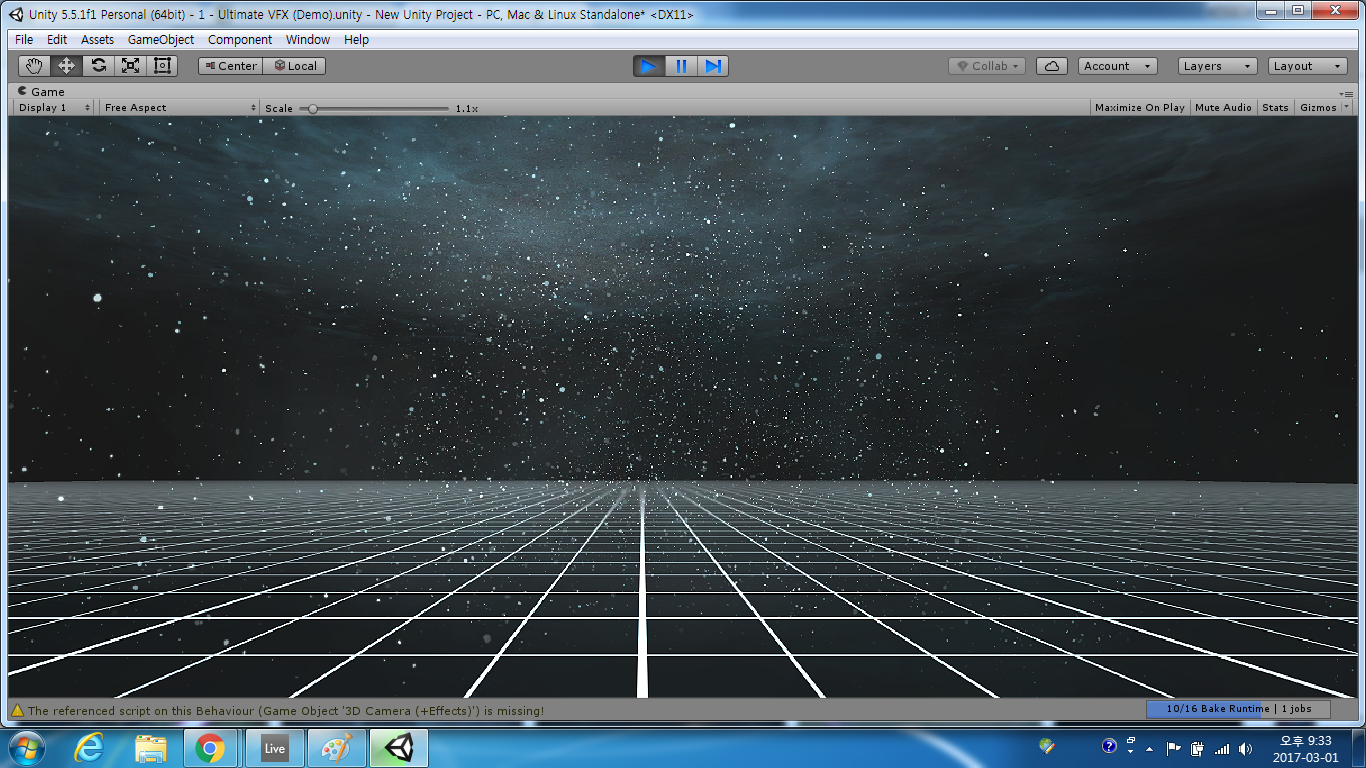 Unity 5.5.1f1 Personal (64bit) - 1 - Ultimate VFX (Demo).unity - New Unity Project - PC, Mac & Linux Standalone* <DX11>
File Edit Assets GameObject Component Window Help
Center Local Collab Account Layers Layout
Game
Display 1 Free Aspect Scale 1.1x Maximize On Play Mute Audio Stats Gizmos
The referenced script on this Behaviour (Game Object '3D Camera (+Effects)') is missing!
10/16 Bake Runtime | 1 jobs
Live
오후 9:33
2017-03-01